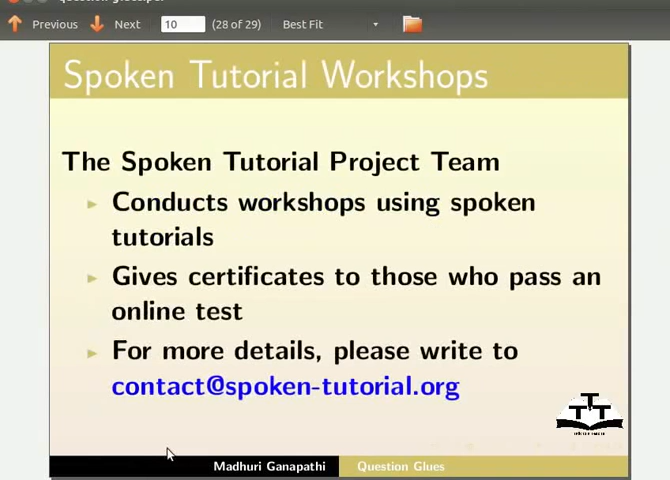 Previous Next 10 (28 of 29) Best Fit
Spoken Tutorial Workshops
The Spoken Tutorial Project Team
Conducts workshops using spoken
tutorials
Gives certificates to those who pass an
online test
For more details, please write to
contact@spoken-tutorial.org
TTT
Madhuri Ganapathi Question Glues